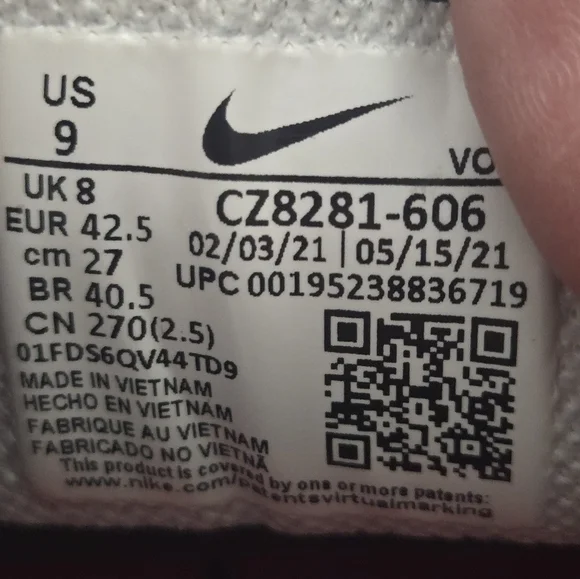 US
9
VO
UK 8
EUR 42.5
cm 27
BR 40.5
CN 270(2.5)
01FDS6QV44TD9
CZ8281-606
02/03/21 | 05/15/21
UPC 00195238836719
MADE IN VIETNAM
HECHO EN VIETNAM
FABRIQUE AU VIETNAM
FABRICADO NO VIETNÃ
This product is covered by one or more patents:
www.nike.com/patentsvirtualmarking